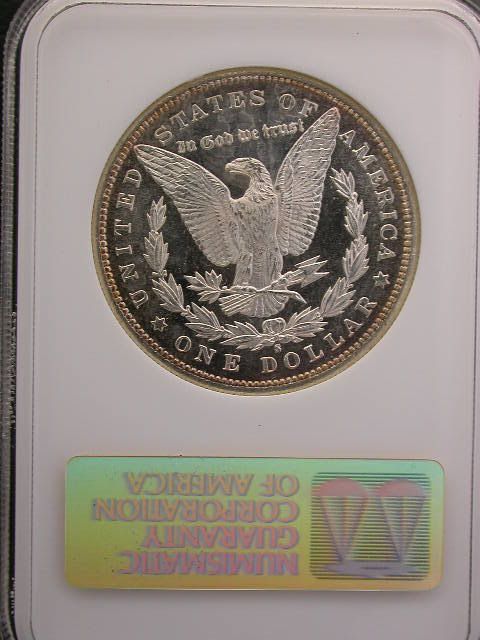 UNITED STATES OF AMERICA
In God we trust
S
ONE DOLLAR
NUMISMATIC
GUARANTY
CORPORATION
OF AMERICA